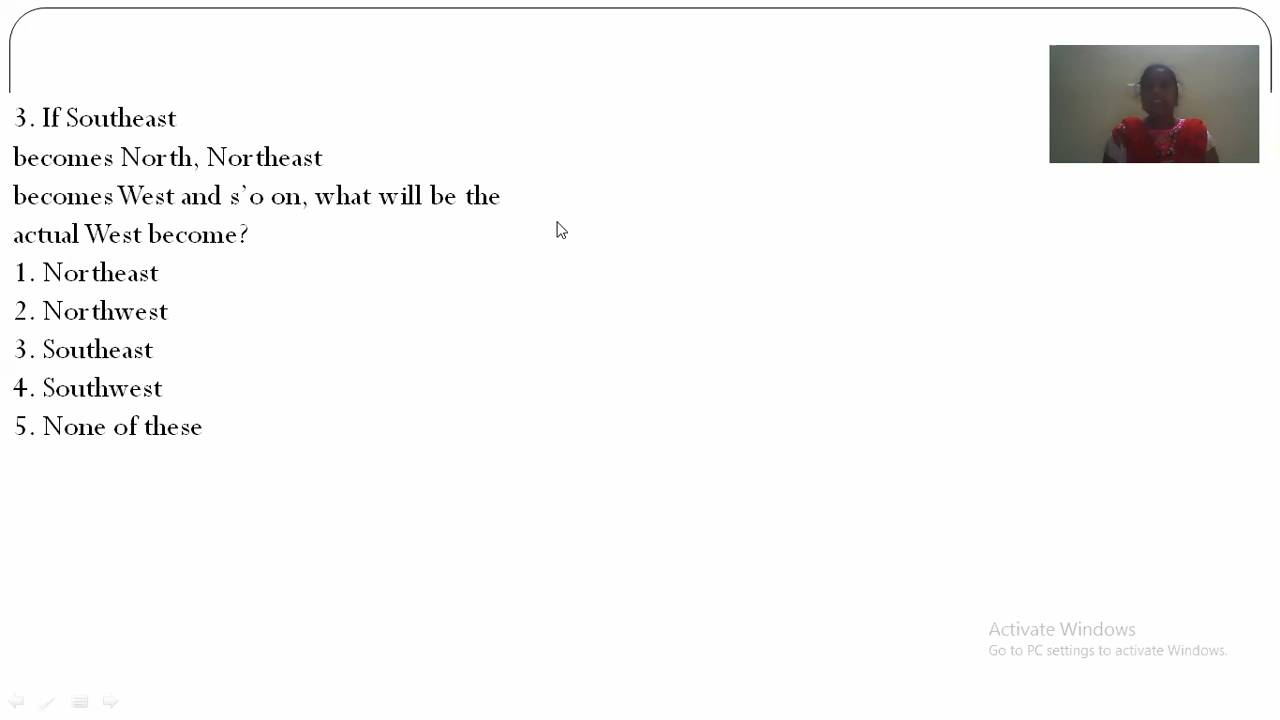 3. If Southeast
becomes North, Northeast
becomes West and s’o on, what will be the
actual West become?
1. Northeast
2. Northwest
3. Southeast
4. Southwest
5. None of these
Activate Windows
Go to PC settings to activate Windows.